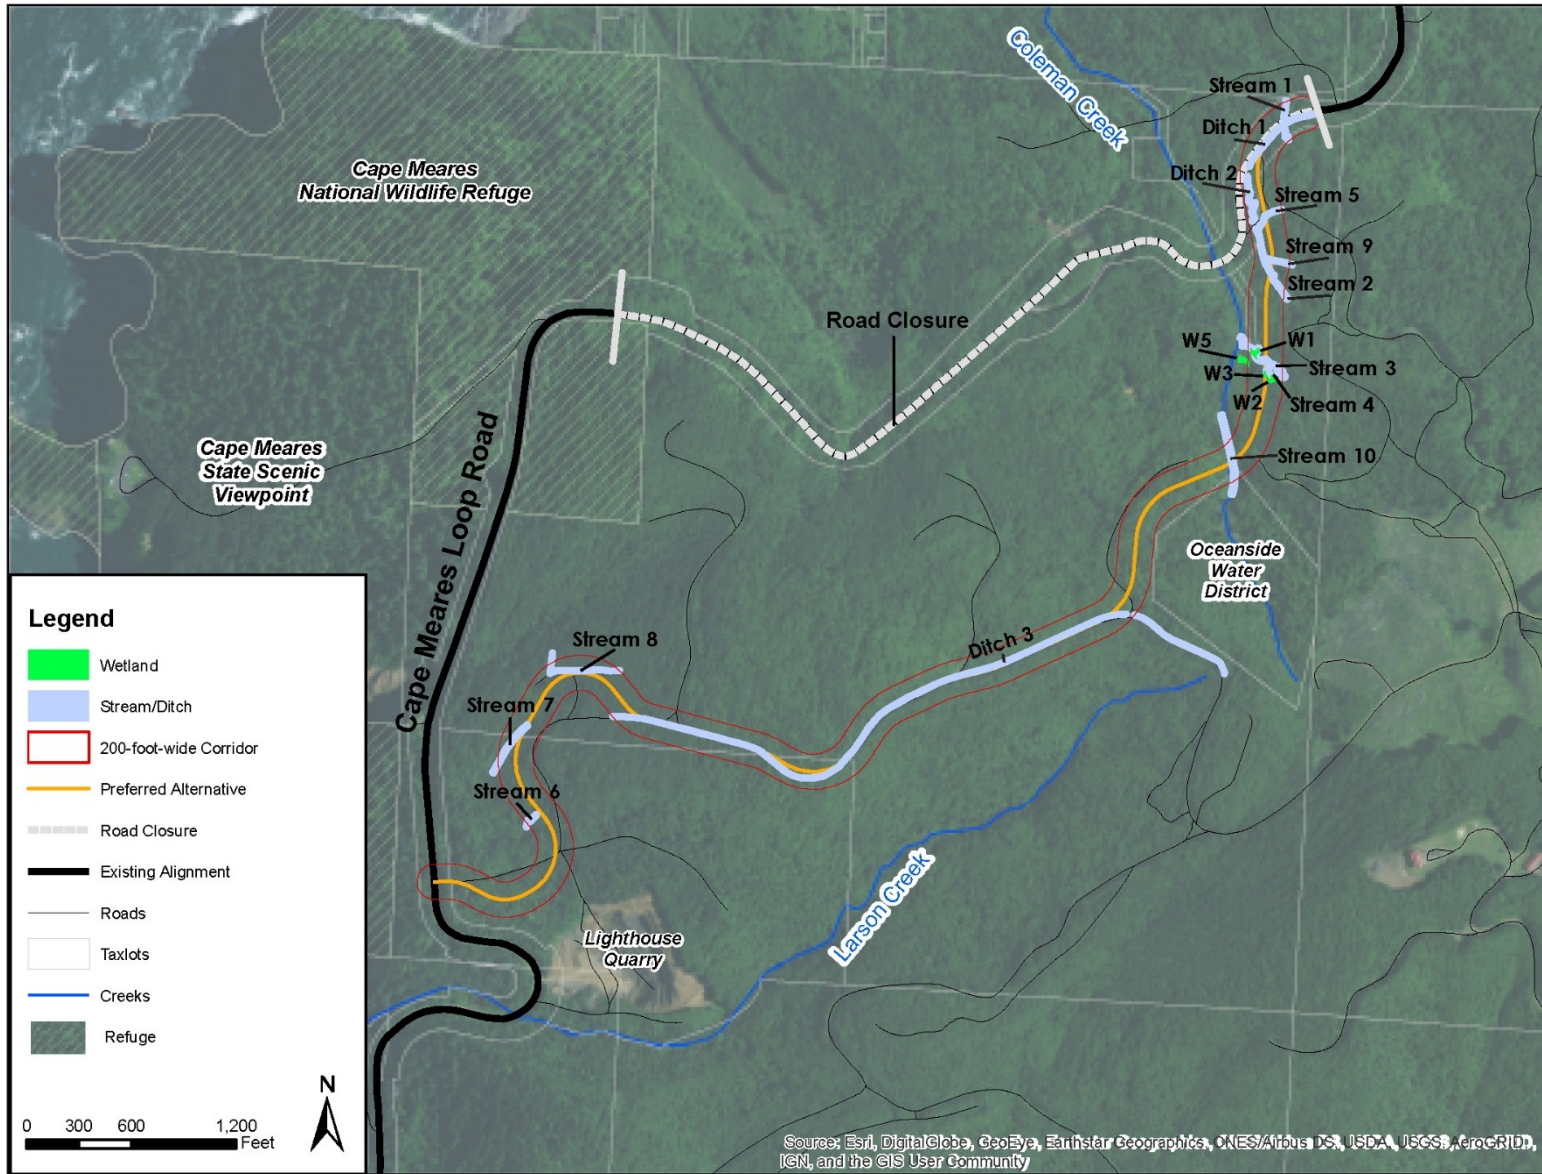 Coleman Creek
Stream 1
Ditch 1
Ditch 2
Stream 5
Stream 9
Stream 2
Cape Meares
National Wildlife Refuge
Road Closure
W5
W1
W3
Stream 3
W2
Stream 4
Stream 10
Cape Meares
State Scenic
Viewpoint
Cape Meares Loop Road
Oceanside
Water
District
Ditch 3
Stream 8
Stream 7
Stream 6
Larson Creek
Lighthouse
Quarry
Legend
Wetland
Stream/Ditch
200-foot-wide Corridor
Preferred Alternative
Road Closure
Existing Alignment
Roads
Taxlots
Creeks
Refuge
N
0 300 600 1,200
Feet
Source: Esri, DigitalGlobe, GeoEye, Earthstar Geographics, CNES/Airbus DS, USDA, USGS, AeroGRID,
IGN, and the GIS User Community